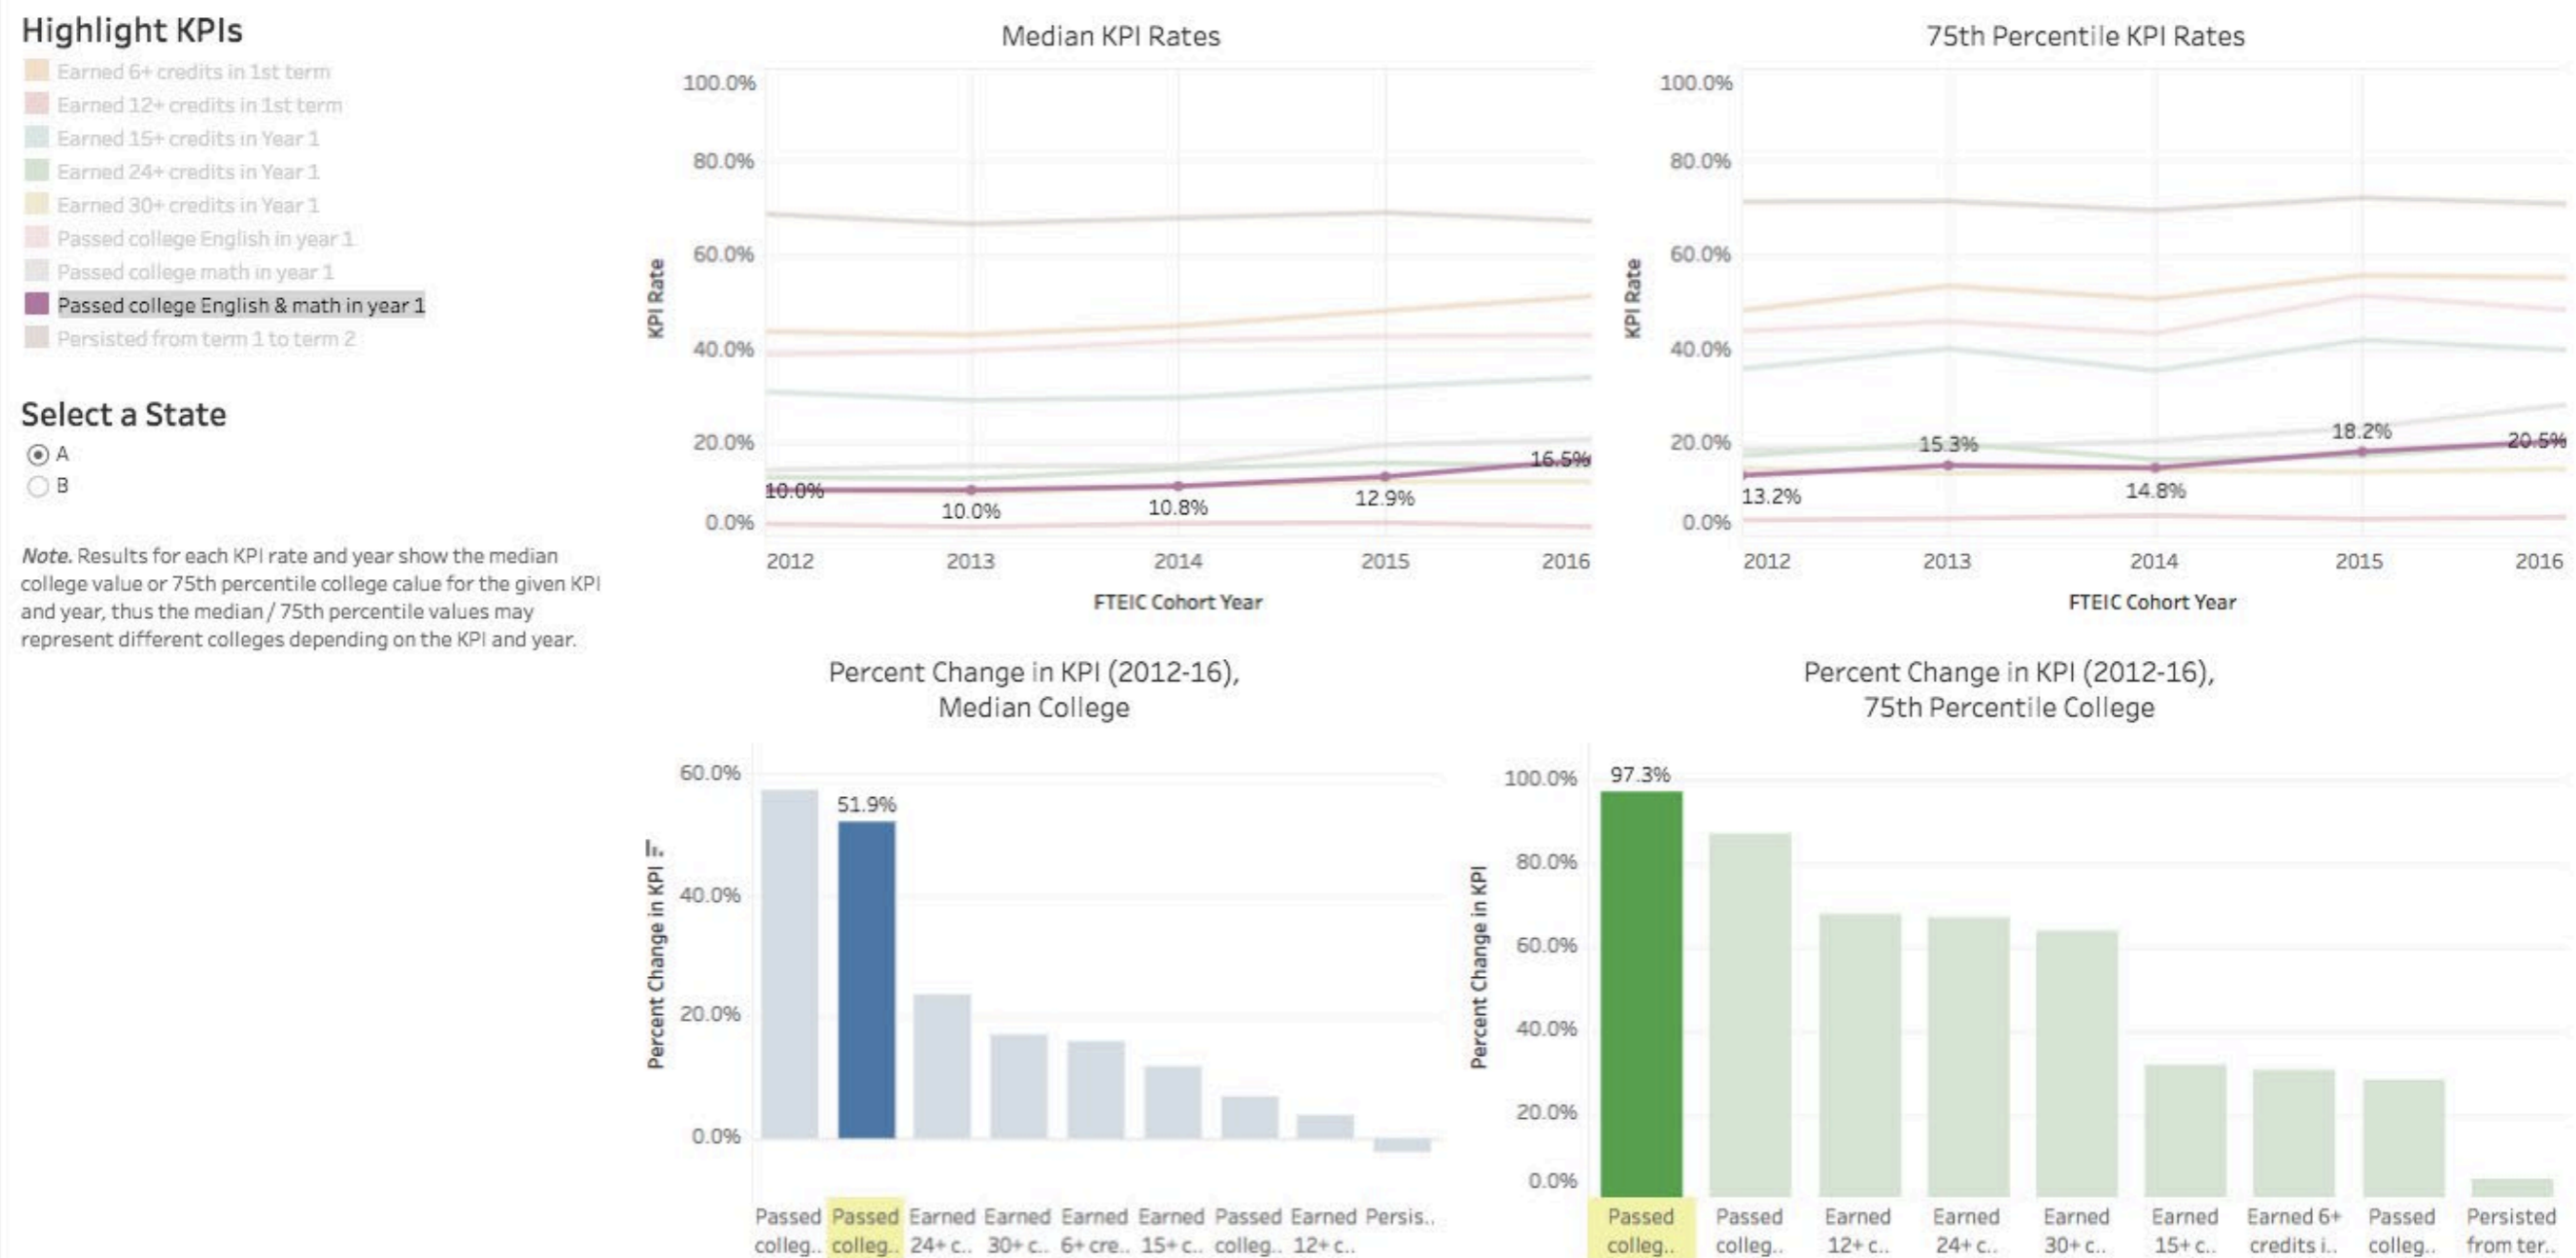 Highlight KPIs
Earned 6+ credits in 1st term
Earned 12+ credits in 1st term
Earned 15+ credits in Year 1
Earned 24+ credits in Year 1
Earned 30+ credits in Year 1
Passed college English in year 1
Passed college math in year 1
Passed college English & math in year 1
Persisted from term 1 to term 2
Select a State
A
B
Note. Results for each KPI rate and year show the median
college value or 75th percentile college calue for the given KPI
and year, thus the median / 75th percentile values may
represent different colleges depending on the KPI and year.
Median KPI Rates
KPI Rate
100.0%
80.0%
60.0%
40.0%
20.0%
0.0%
10.0%
10.0%
10.8%
12.9%
16.5%
2012 2013 2014 2015 2016
FTEIC Cohort Year
75th Percentile KPI Rates
KPI Rate
100.0%
80.0%
60.0%
40.0%
20.0%
0.0%
13.2%
15.3%
14.8%
18.2%
20.5%
2012 2013 2014 2015 2016
FTEIC Cohort Year
Percent Change in KPI (2012-16),
Median College
Percent Change in KPI
60.0%
40.0%
20.0%
0.0%
51.9%
Passed Passed Earned Earned Earned Earned Passed Earned Persis..
colleg.. colleg.. 24+ c.. 30+ c.. 6+ cre.. 15+ c.. colleg.. 12+ c..
Percent Change in KPI (2012-16),
75th Percentile College
Percent Change in KPI
100.0%
80.0%
60.0%
40.0%
20.0%
0.0%
97.3%
Passed Passed Earned Earned Earned Earned Earned 6+ Passed Persisted
colleg.. colleg.. 12+ c.. 24+ c.. 30+ c.. 15+ c.. credits i.. colleg.. from ter..